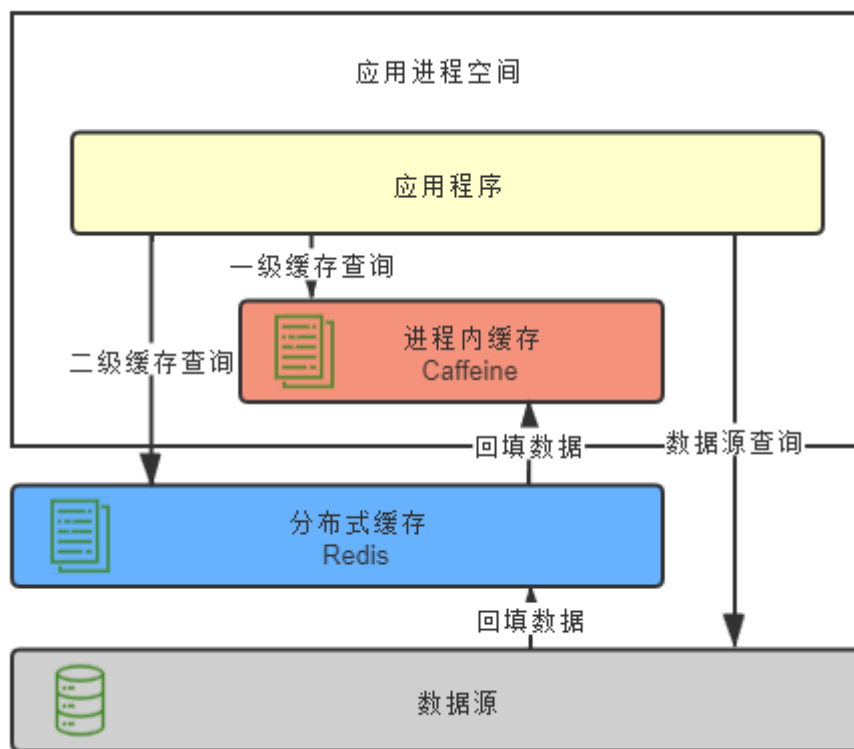 应用进程空间
应用程序
一级缓存查询
进程内缓存
Caffeine
二级缓存查询
回填数据
数据源查询
分布式缓存
Redis
回填数据
数据源